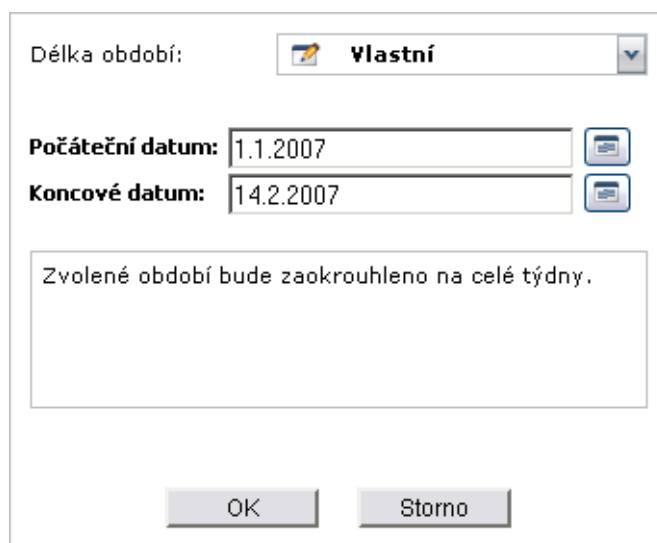 Délka období: Vlastní
Počáteční datum: 1.1.2007
Koncové datum: 14.2.2007
Zvolené období bude zaokrouhleno na celé týdny.
OK Storno